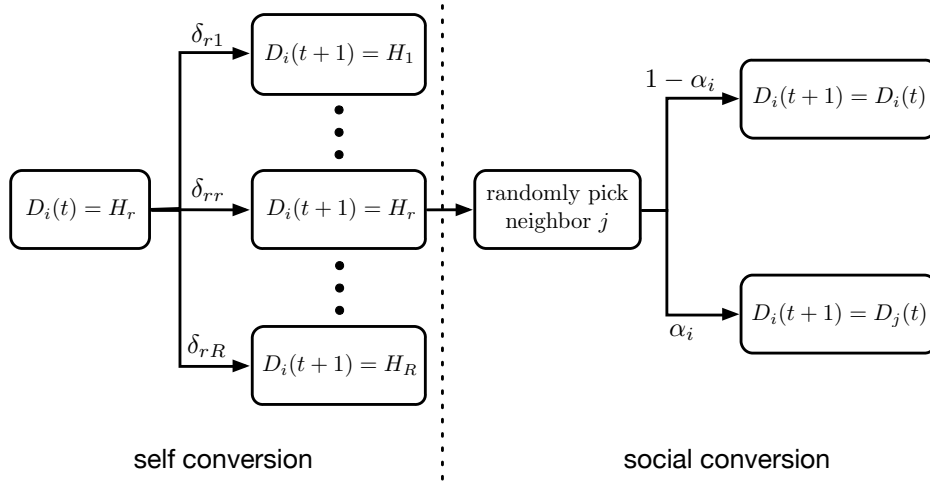 D_i(t) = H_r
δ_{r1}
D_i(t+1) = H_1
δ_{rr}
D_i(t+1) = H_r
δ_{rR}
D_i(t+1) = H_R
self conversion
randomly pick
neighbor j
1 − α_i
D_i(t+1) = D_i(t)
α_i
D_i(t+1) = D_j(t)
social conversion